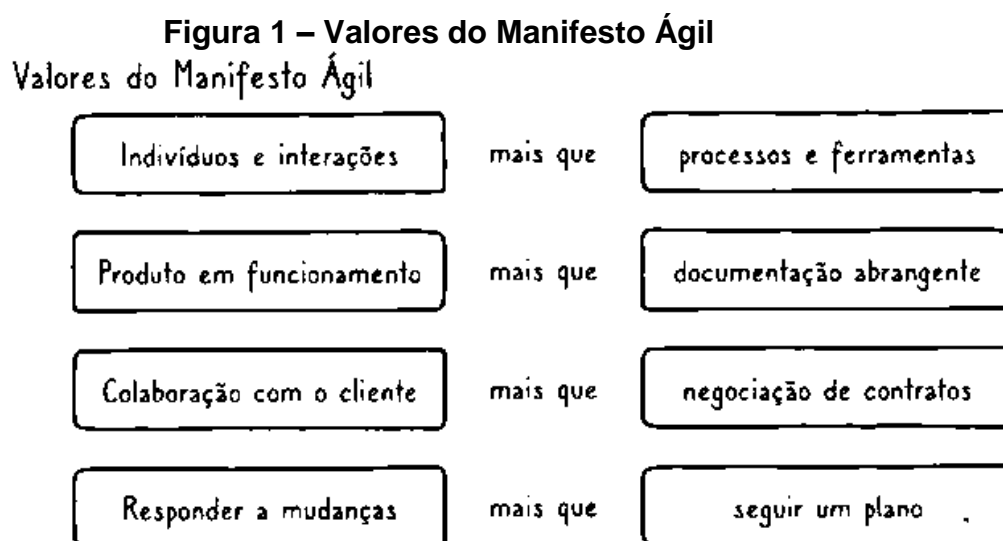 Figura 1 – Valores do Manifesto Ágil
Valores do Manifesto Ágil
Indivíduos e interações mais que processos e ferramentas
Produto em funcionamento mais que documentação abrangente
Colaboração com o cliente mais que negociação de contratos
Responder a mudanças mais que seguir um plano